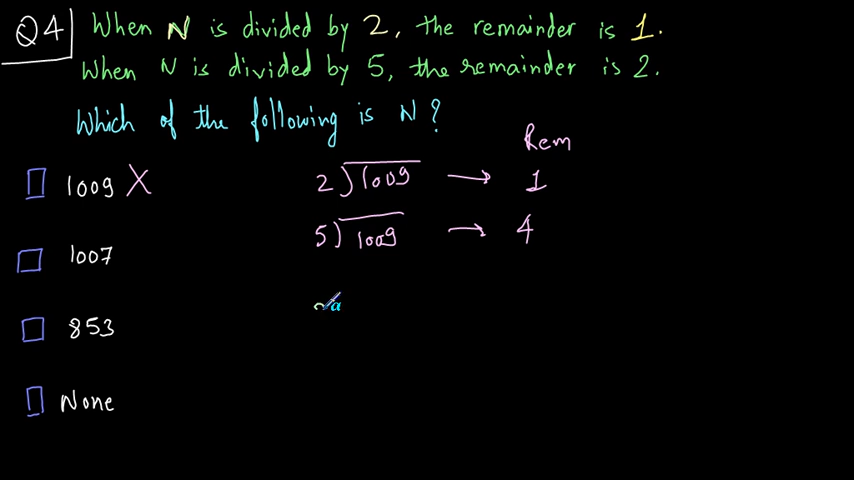 Q4 When N is divided by 2, the remainder is 1.
When N is divided by 5, the remainder is 2.
Which of the following is N?
Rem
1009 X 2)1009 → 1
5)1009 → 4
1007
853
None